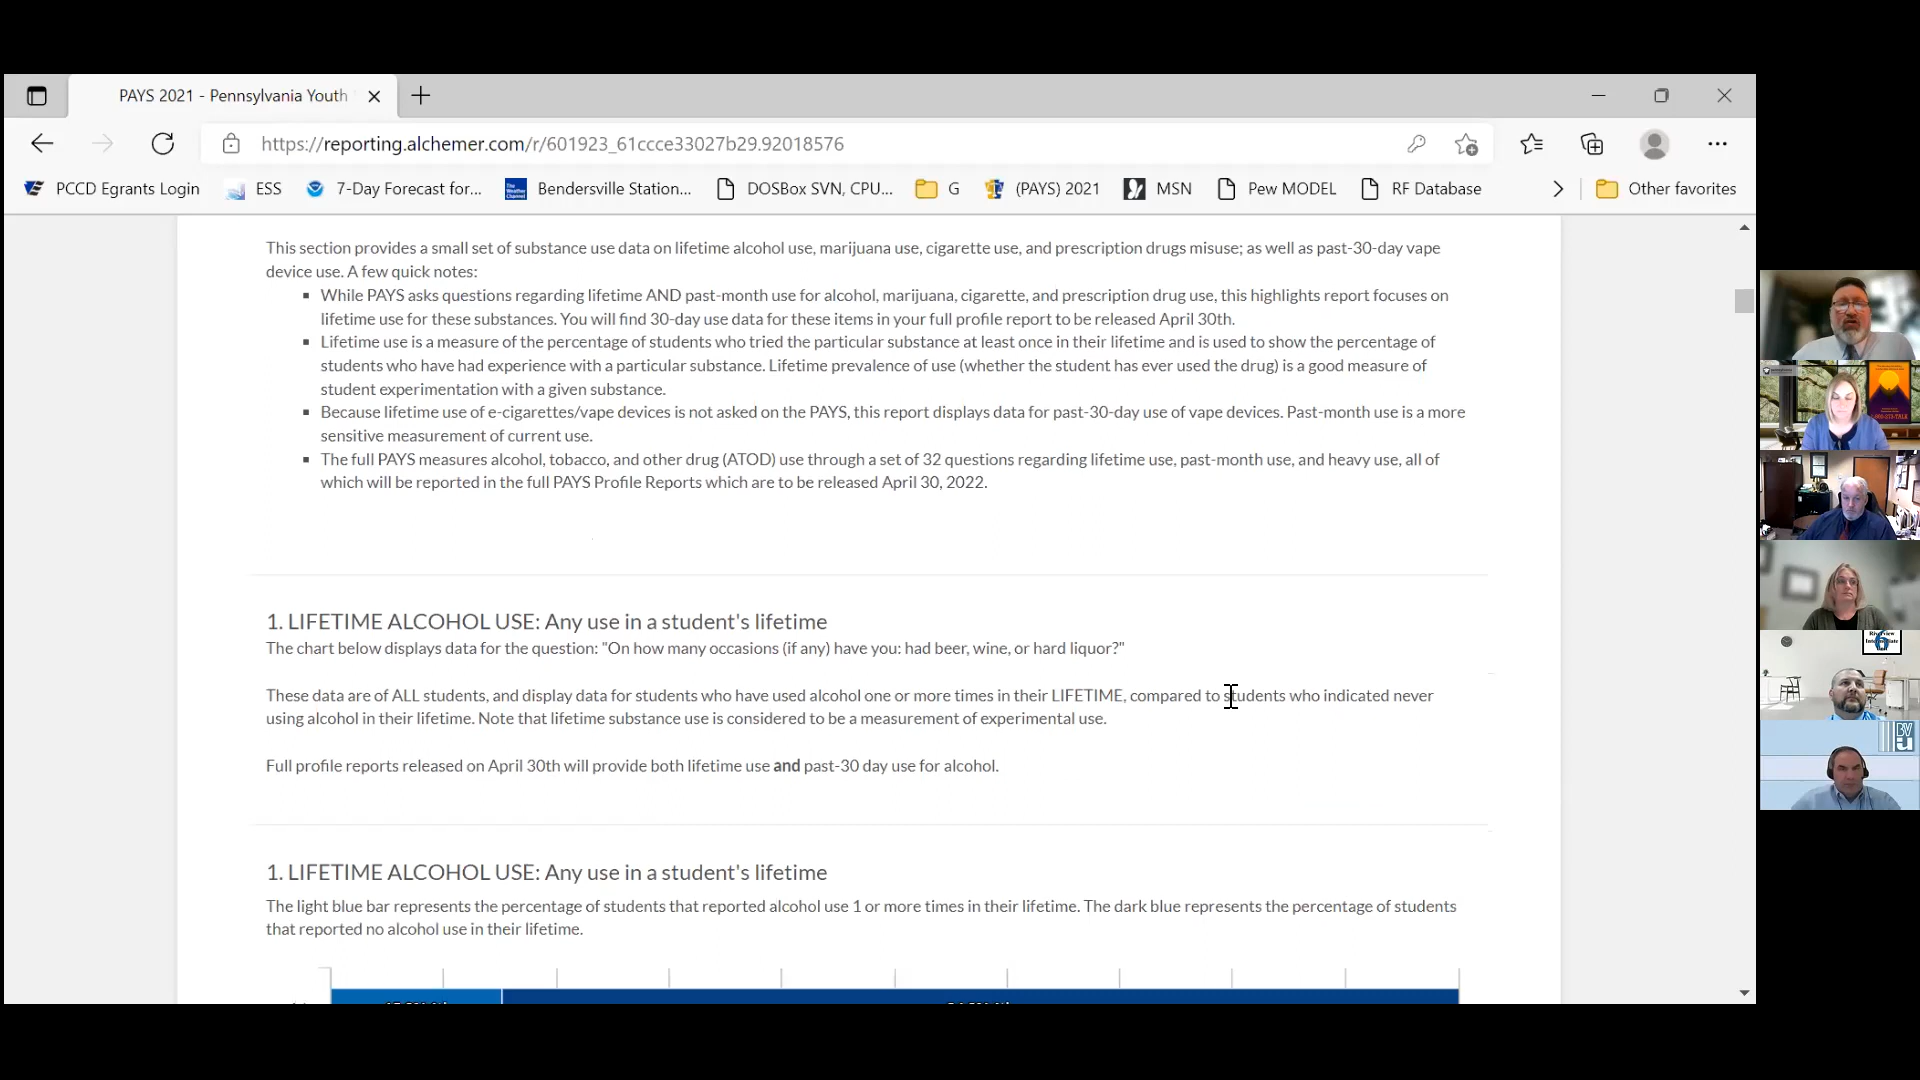 PAYS 2021 - Pennsylvania Youth
https://reporting.alchemer.com/r/601923_61ccce33027b29.92018576
PCCD Egrants Login
ESS
7-Day Forecast for...
Bendersville Station...
DOSBox SVN, CPU...
G
(PAYS) 2021
MSN
Pew MODEL
RF Database
Other favorites
This section provides a small set of substance use data on lifetime alcohol use, marijuana use, cigarette use, and prescription drugs misuse; as well as past-30-day vape
device use. A few quick notes:
While PAYS asks questions regarding lifetime AND past-month use for alcohol, marijuana, cigarette, and prescription drug use, this highlights report focuses on
lifetime use for these substances. You will find 30-day use data for these items in your full profile report to be released April 30th.
Lifetime use is a measure of the percentage of students who tried the particular substance at least once in their lifetime and is used to show the percentage of
students who have had experience with a particular substance. Lifetime prevalence of use (whether the student has ever used the drug) is a good measure of
student experimentation with a given substance.
Because lifetime use of e-cigarettes/vape devices is not asked on the PAYS, this report displays data for past-30-day use of vape devices. Past-month use is a more
sensitive measurement of current use.
The full PAYS measures alcohol, tobacco, and other drug (ATOD) use through a set of 32 questions regarding lifetime use, past-month use, and heavy use, all of
which will be reported in the full PAYS Profile Reports which are to be released April 30, 2022.
1. LIFETIME ALCOHOL USE: Any use in a student's lifetime
The chart below displays data for the question: "On how many occasions (if any) have you: had beer, wine, or hard liquor?"
These data are of ALL students, and display data for students who have used alcohol one or more times in their LIFETIME, compared to students who indicated never
using alcohol in their lifetime. Note that lifetime substance use is considered to be a measurement of experimental use.
Full profile reports released on April 30th will provide both lifetime use and past-30 day use for alcohol.
1. LIFETIME ALCOHOL USE: Any use in a student's lifetime
The light blue bar represents the percentage of students that reported alcohol use 1 or more times in their lifetime. The dark blue represents the percentage of students
that reported no alcohol use in their lifetime.
6